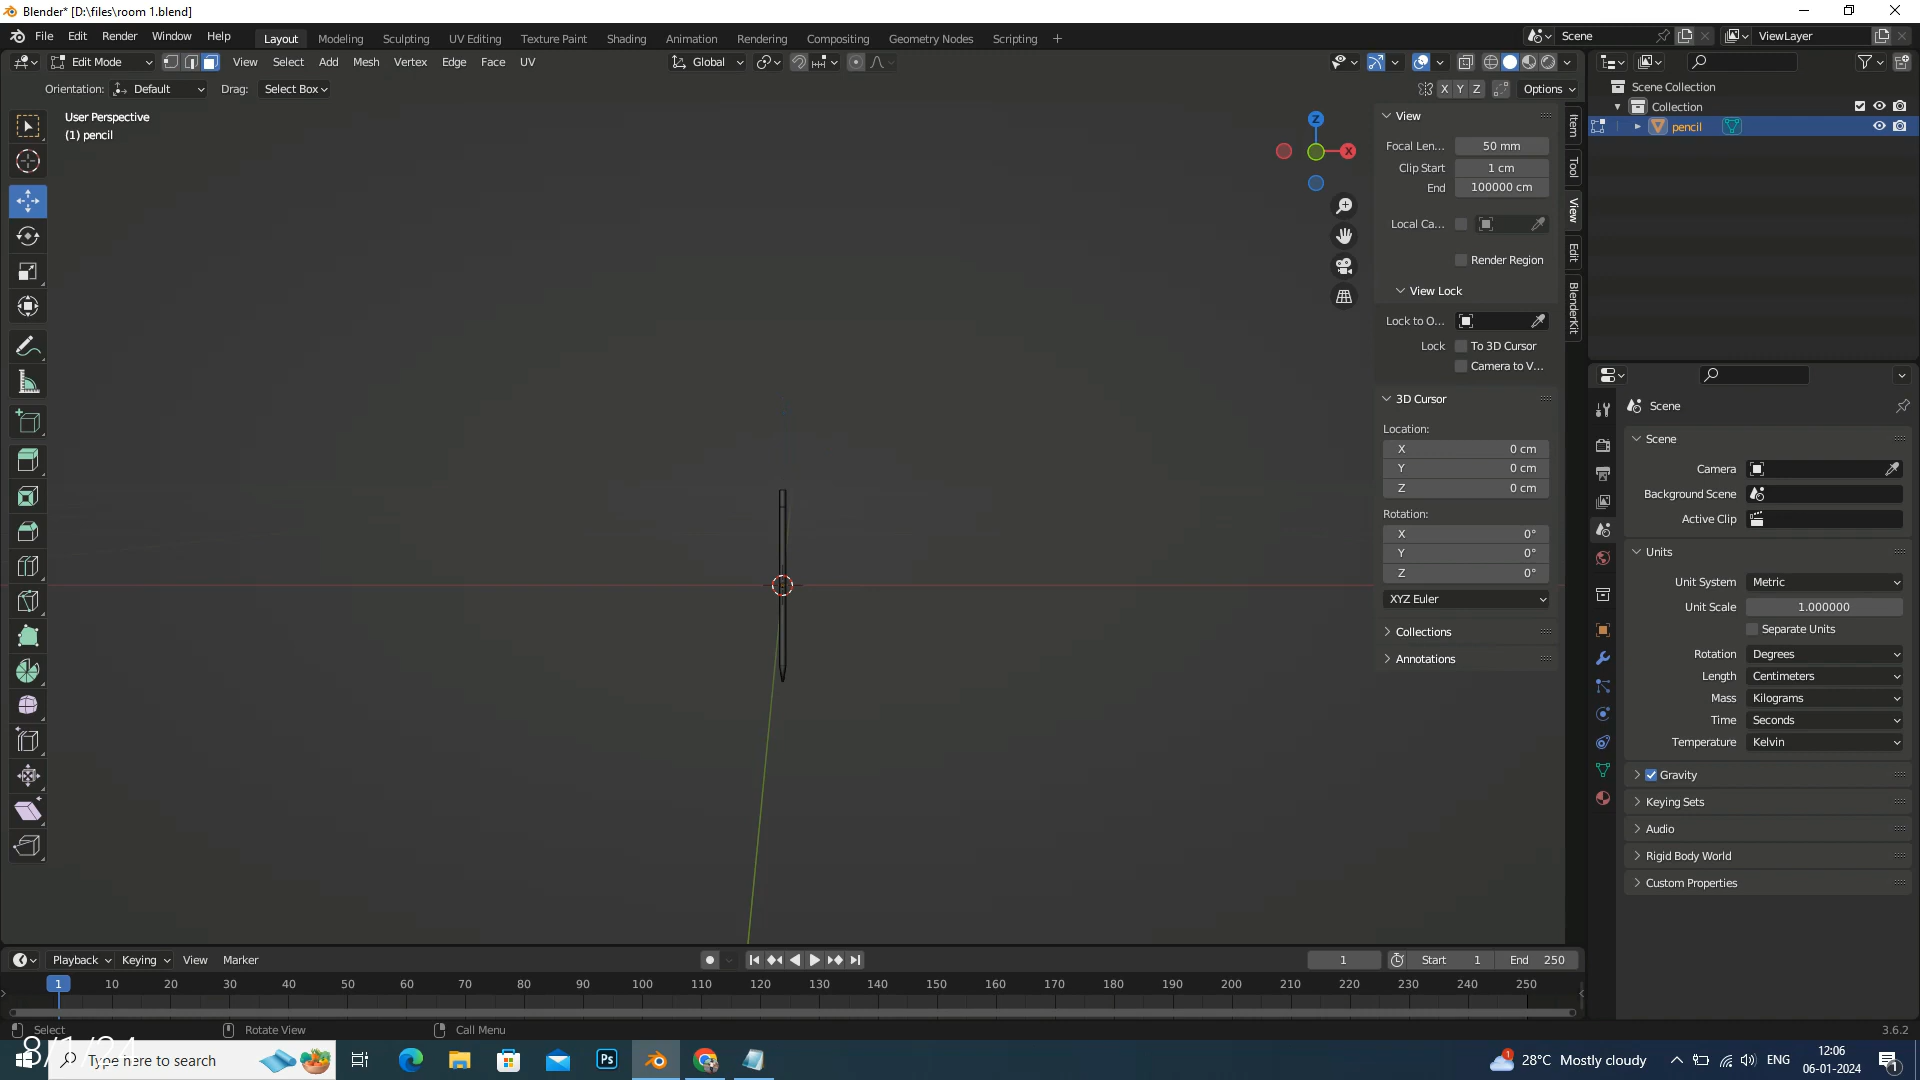 Blender* [D:\files\room 1.blend]
File Edit Render Window Help Layout Modeling Sculpting UV Editing Texture Paint Shading Animation Rendering Compositing Geometry Nodes Scripting + Scene ViewLayer
Edit Mode View Select Add Mesh Vertex Edge Face UV Global
Orientation: Default Drag: Select Box X Y Z Options
User Perspective
(1) pencil
Z
X
View
Focal Len... 50 mm
Clip Start 1 cm
End 100000 cm
Local Ca...
Render Region
View Lock
Lock to O...
Lock To 3D Cursor
Camera to V...
3D Cursor
Location:
X 0 cm
Y 0 cm
Z 0 cm
Rotation:
X 0°
Y 0°
Z 0°
XYZ Euler
Collections
Annotations
Item
Tool
View
Edit
BlenderKit
Scene Collection
Collection
pencil
Scene
Scene
Camera
Background Scene
Active Clip
Units
Unit System Metric
Unit Scale 1.000000
Separate Units
Rotation Degrees
Length Centimeters
Mass Kilograms
Time Seconds
Temperature Kelvin
Gravity
Keying Sets
Audio
Rigid Body World
Custom Properties
Playback Keying View Marker 1 Start 1 End 250
1 10 20 30 40 50 60 70 80 90 100 110 120 130 140 150 160 170 180 190 200 210 220 230 240 250
Select Rotate View Call Menu 3.6.2
8/1/24
Type here to search Ps 1 28°C Mostly cloudy ENG 12:06
06-01-2024 1